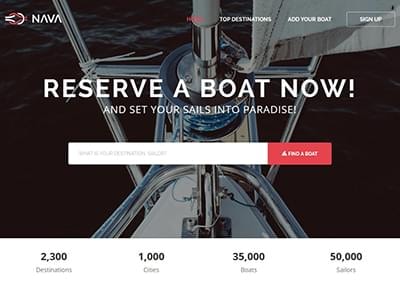 NAVA
HOME TOP DESTINATIONS ADD YOUR BOAT SIGN UP
RESERVE A BOAT NOW!
AND SET YOUR SAILS INTO PARADISE!
WHAT IS YOUR DESTINATION, SAILOR? FIND A BOAT
2,300 1,000 35,000 50,000
Destinations Cities Boats Sailors